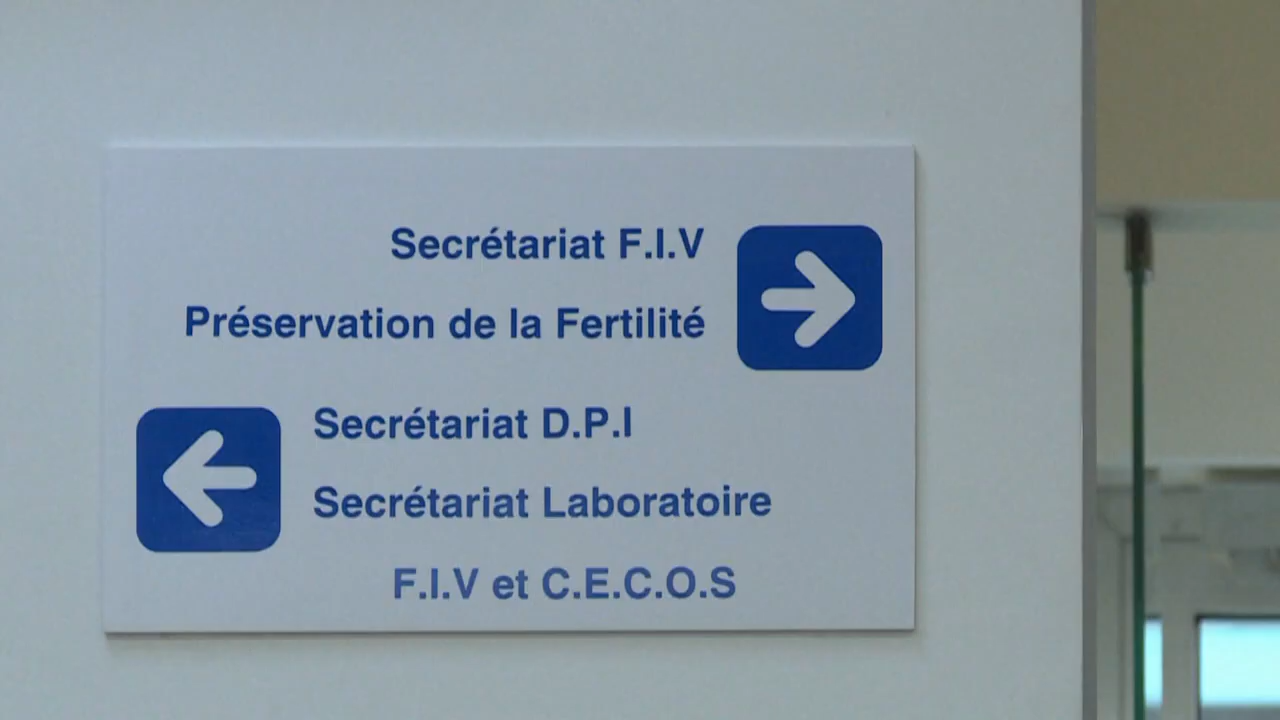 Secrétariat F.I.V
Préservation de la Fertilité
Secrétariat D.P.I
Secrétariat Laboratoire
F.I.V et C.E.C.O.S